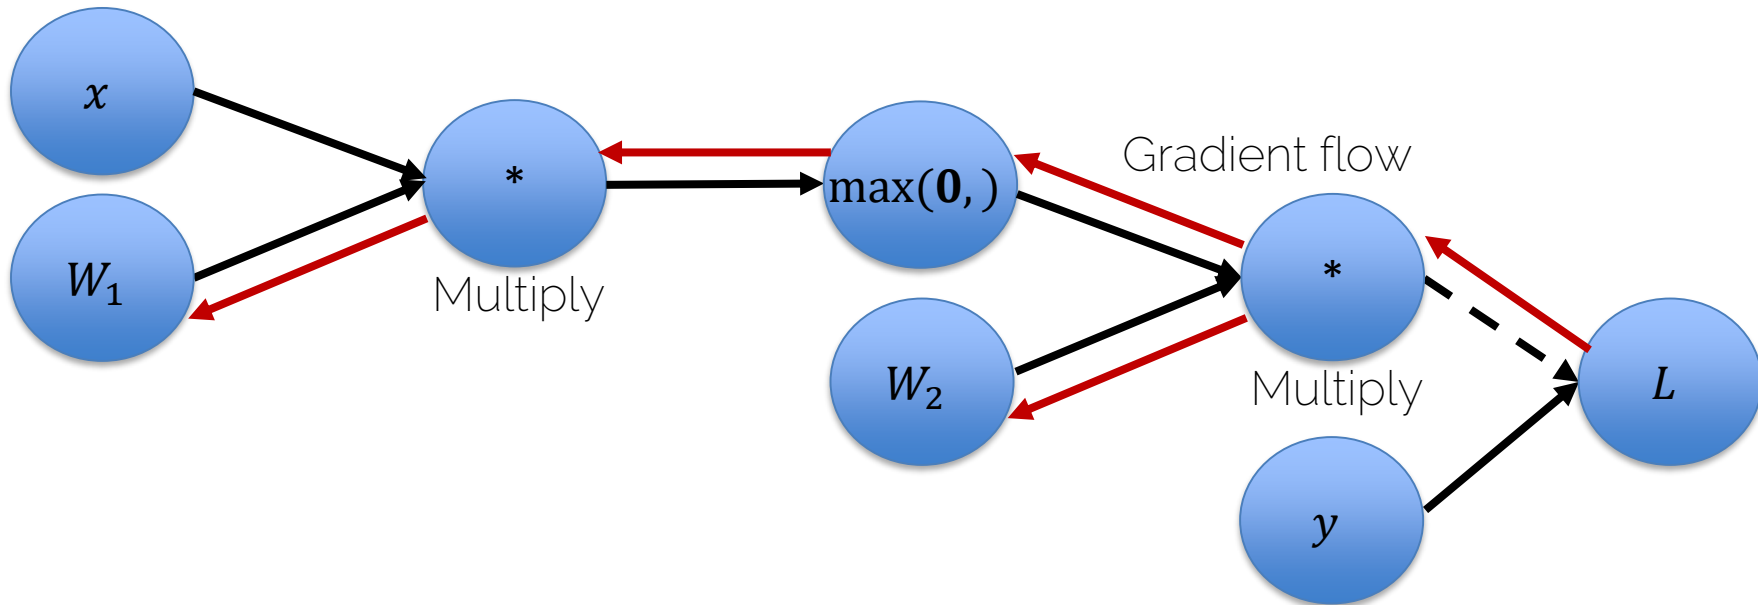 x
W₁
*
Multiply
max(0, )
W₂
Gradient flow
*
Multiply
y
L